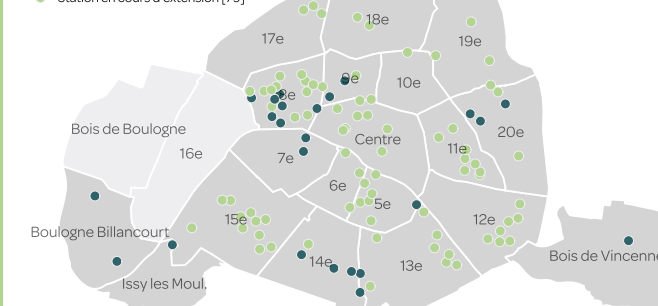 Station en cours d'extension [79]
18e
17e
19e
9e
10e
8e
Bois de Boulogne
20e
Centre
11e
16e
7e
6e
5e
15e
12e
Boulogne Billancourt
Bois de Vincenne
14e
13e
Issy les Moul.